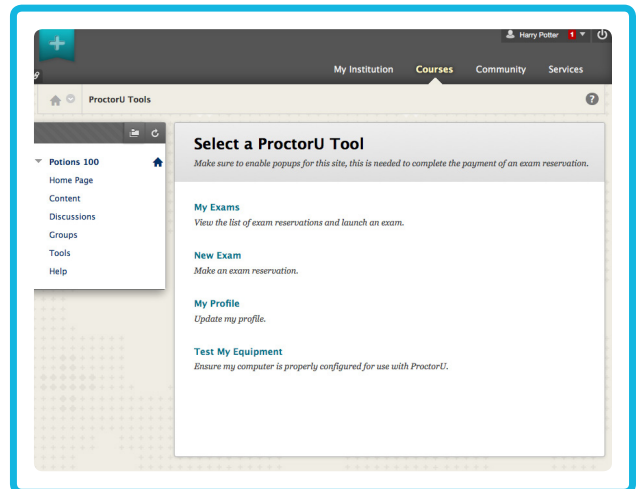 Harry Potter 1
My Institution Courses Community Services
ProctorU Tools ?
Potions 100
Home Page
Content
Discussions
Groups
Tools
Help
Select a ProctorU Tool
Make sure to enable popups for this site, this is needed to complete the payment of an exam reservation.
My Exams
View the list of exam reservations and launch an exam.
New Exam
Make an exam reservation.
My Profile
Update my profile.
Test My Equipment
Ensure my computer is properly configured for use with ProctorU.